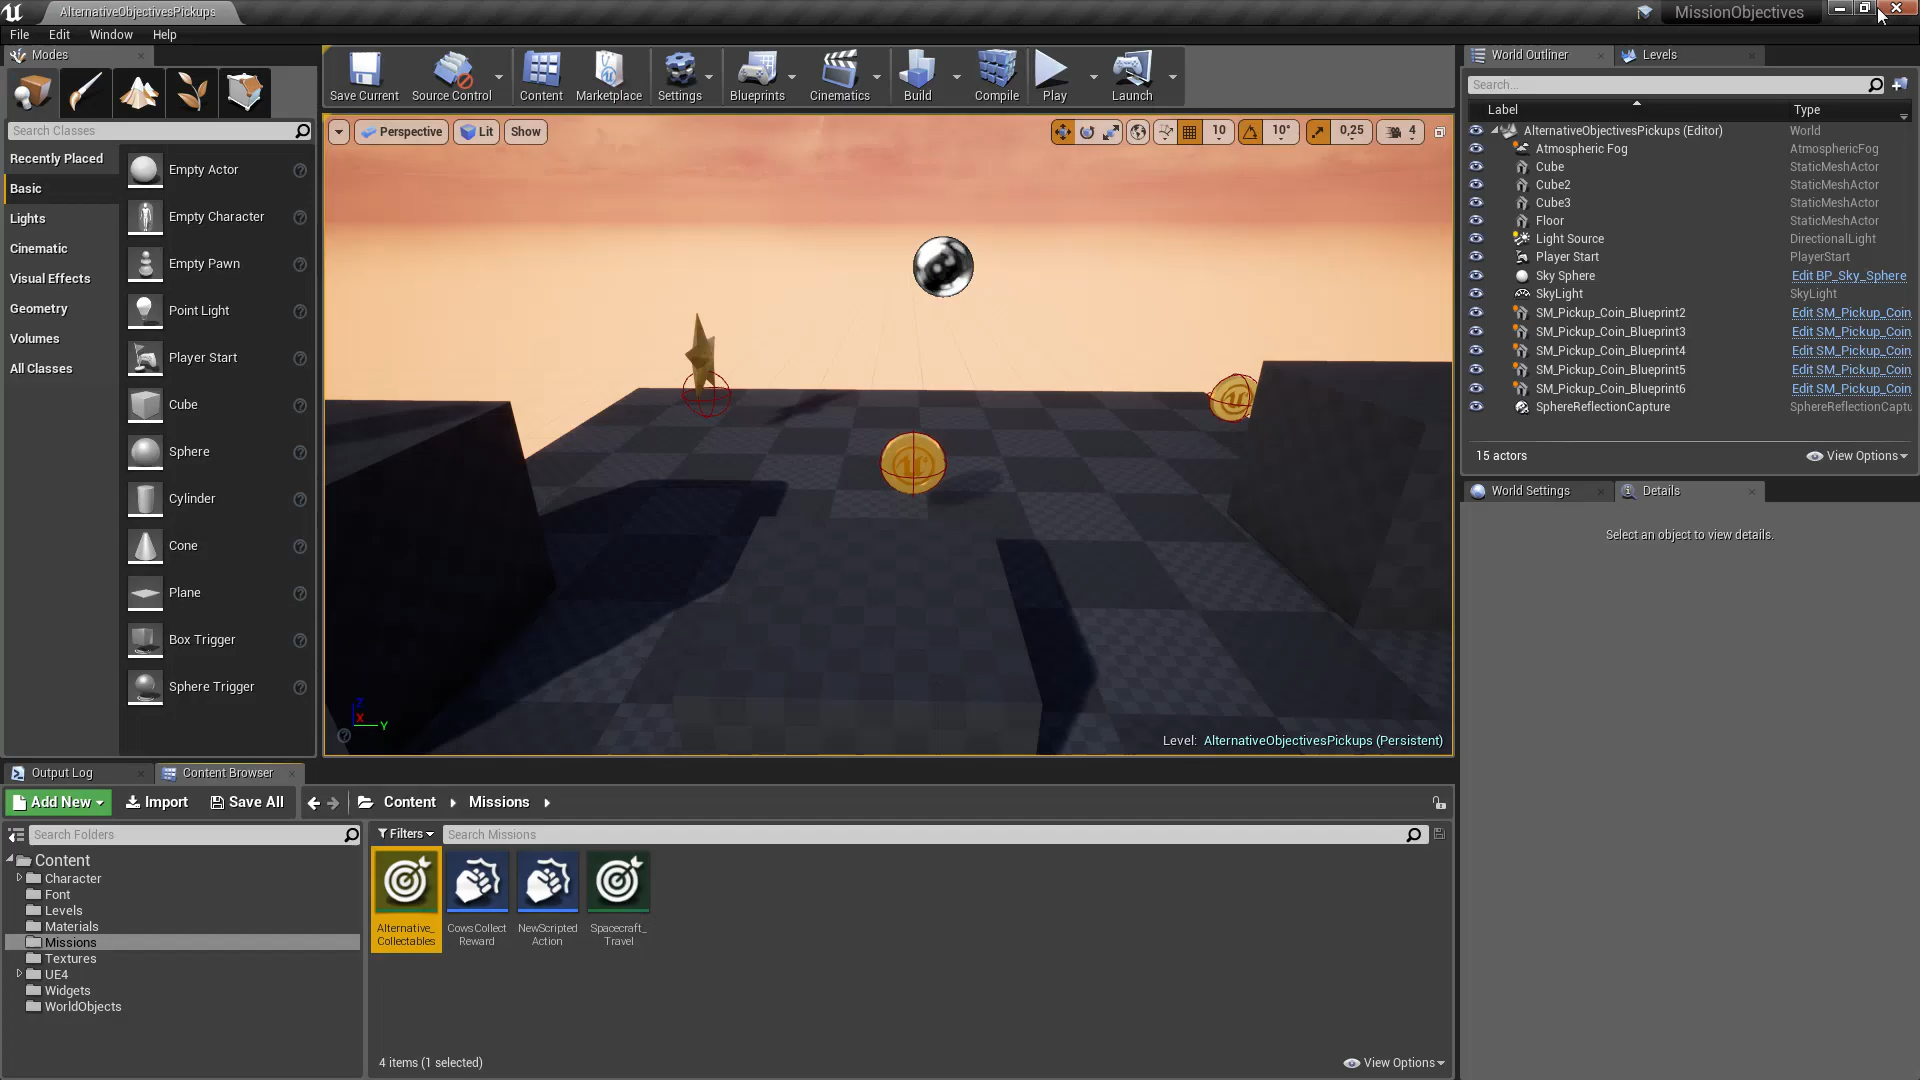 AlternativeObjectivesPickups
MissionObjectives
File Edit Window Help
Modes
Search Classes
Recently Placed
Basic
Lights
Cinematic
Visual Effects
Geometry
Volumes
All Classes
Empty Actor
Empty Character
Empty Pawn
Point Light
Player Start
Cube
Sphere
Cylinder
Cone
Plane
Box Trigger
Sphere Trigger
Save Current Source Control Content Marketplace Settings Blueprints Cinematics Build Compile Play Launch
Perspective Lit Show
10 10° 0,25 4
Z
X
Y
Level: AlternativeObjectivesPickups (Persistent)
World Outliner Levels
Search...
Label Type
AlternativeObjectivesPickups (Editor) World
Atmospheric Fog AtmosphericFog
Cube StaticMeshActor
Cube2 StaticMeshActor
Cube3 StaticMeshActor
Floor StaticMeshActor
Light Source DirectionalLight
Player Start PlayerStart
Sky Sphere Edit BP_Sky_Sphere
SkyLight SkyLight
SM_Pickup_Coin_Blueprint2 Edit SM_Pickup_Coin
SM_Pickup_Coin_Blueprint3 Edit SM_Pickup_Coin
SM_Pickup_Coin_Blueprint4 Edit SM_Pickup_Coin
SM_Pickup_Coin_Blueprint5 Edit SM_Pickup_Coin
SM_Pickup_Coin_Blueprint6 Edit SM_Pickup_Coin
SphereReflectionCapture SphereReflectionCaptu
15 actors View Options
World Settings Details
Select an object to view details.
Output Log Content Browser
Add New Import Save All Content Missions
Search Folders
Content
Character
Font
Levels
Materials
Missions
Textures
UE4
Widgets
WorldObjects
Filters Search Missions
Alternative_
Collectables
CowsCollect
Reward
NewScripted
Action
Spacecraft_
Travel
4 items (1 selected) View Options